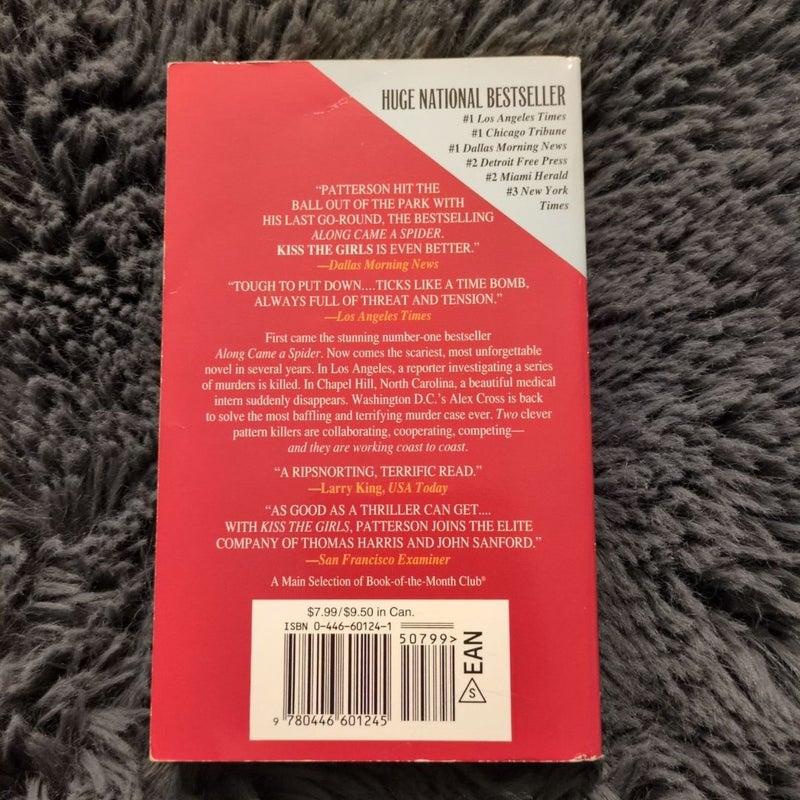 HUGE NATIONAL BESTSELLER
#1 Los Angeles Times
#1 Chicago Tribune
#1 Dallas Morning News
#2 Detroit Free Press
#2 Miami Herald
#3 New York
Times
“PATTERSON HIT THE
BALL OUT OF THE PARK WITH
HIS LAST GO-ROUND, THE BESTSELLING
ALONG CAME A SPIDER.
KISS THE GIRLS IS EVEN BETTER.”
—Dallas Morning News
“TOUGH TO PUT DOWN....TICKS LIKE A TIME BOMB,
ALWAYS FULL OF THREAT AND TENSION.”
—Los Angeles Times
First came the stunning number-one bestseller
Along Came a Spider. Now comes the scariest, most unforgettable
novel in several years. In Los Angeles, a reporter investigating a series
of murders is killed. In Chapel Hill, North Carolina, a beautiful medical
intern suddenly disappears. Washington D.C.’s Alex Cross is back
to solve the most baffling and terrifying murder case ever. Two clever
pattern killers are collaborating, cooperating, competing—
and they are working coast to coast.
“A RIPSNORTING, TERRIFIC READ.”
—Larry King, USA Today
“AS GOOD AS A THRILLER CAN GET....
WITH KISS THE GIRLS, PATTERSON JOINS THE ELITE
COMPANY OF THOMAS HARRIS AND JOHN SANFORD.”
—San Francisco Examiner
A Main Selection of Book-of-the-Month Club®
$7.99/$9.50 in Can.
ISBN 0-446-60124-1
50799>
9 780446 601245
EAN
S